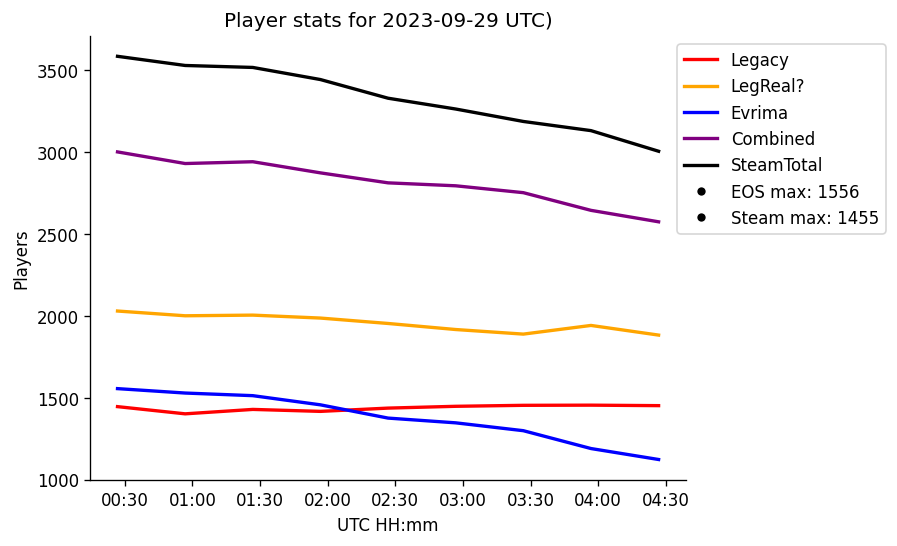 Player stats for 2023-09-29 UTC)
Legacy
LegReal?
Evrima
Combined
SteamTotal
EOS max: 1556
Steam max: 1455
Players
3500
3000
2500
2000
1500
1000
00:30 01:00 01:30 02:00 02:30 03:00 03:30 04:00 04:30
UTC HH:mm